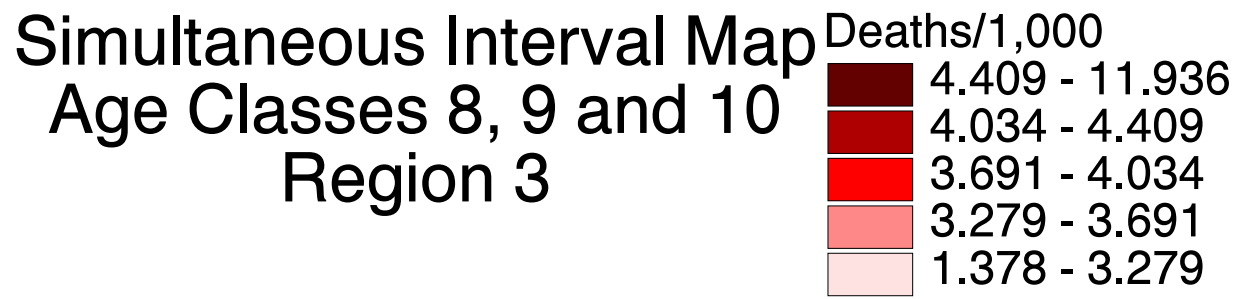 Simultaneous Interval Map
Age Classes 8, 9 and 10
Region 3
Deaths/1,000
4.409 - 11.936
4.034 - 4.409
3.691 - 4.034
3.279 - 3.691
1.378 - 3.279